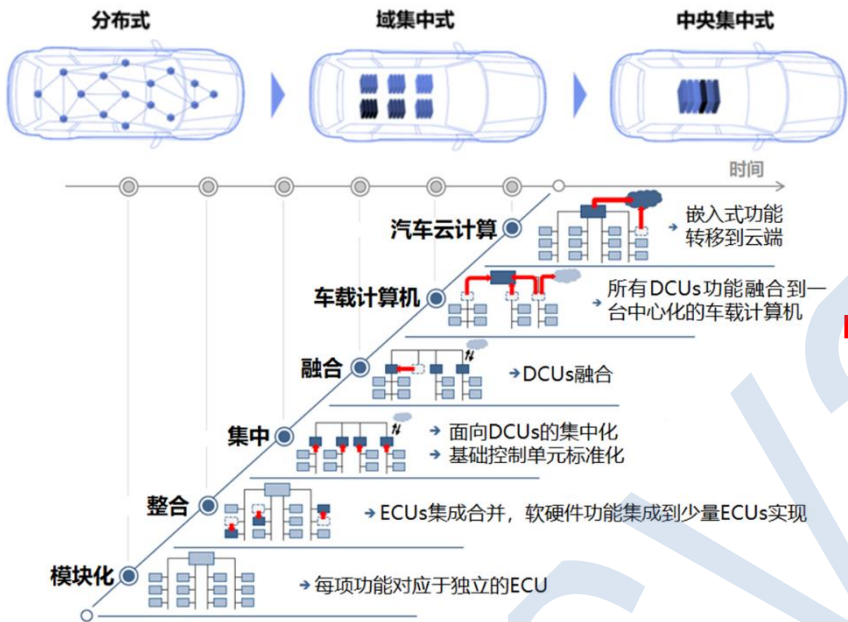 分布式
域集中式
中央集中式
时间
汽车云计算
嵌入式功能
转移到云端
车载计算机
所有DCUs功能融合到一
台中心化的车载计算机
融合
DCUs融合
集中
面向DCUs的集中化
基础控制单元标准化
整合
ECUs集成合并，软硬件功能集成到少量ECUs实现
模块化
每项功能对应于独立的ECU